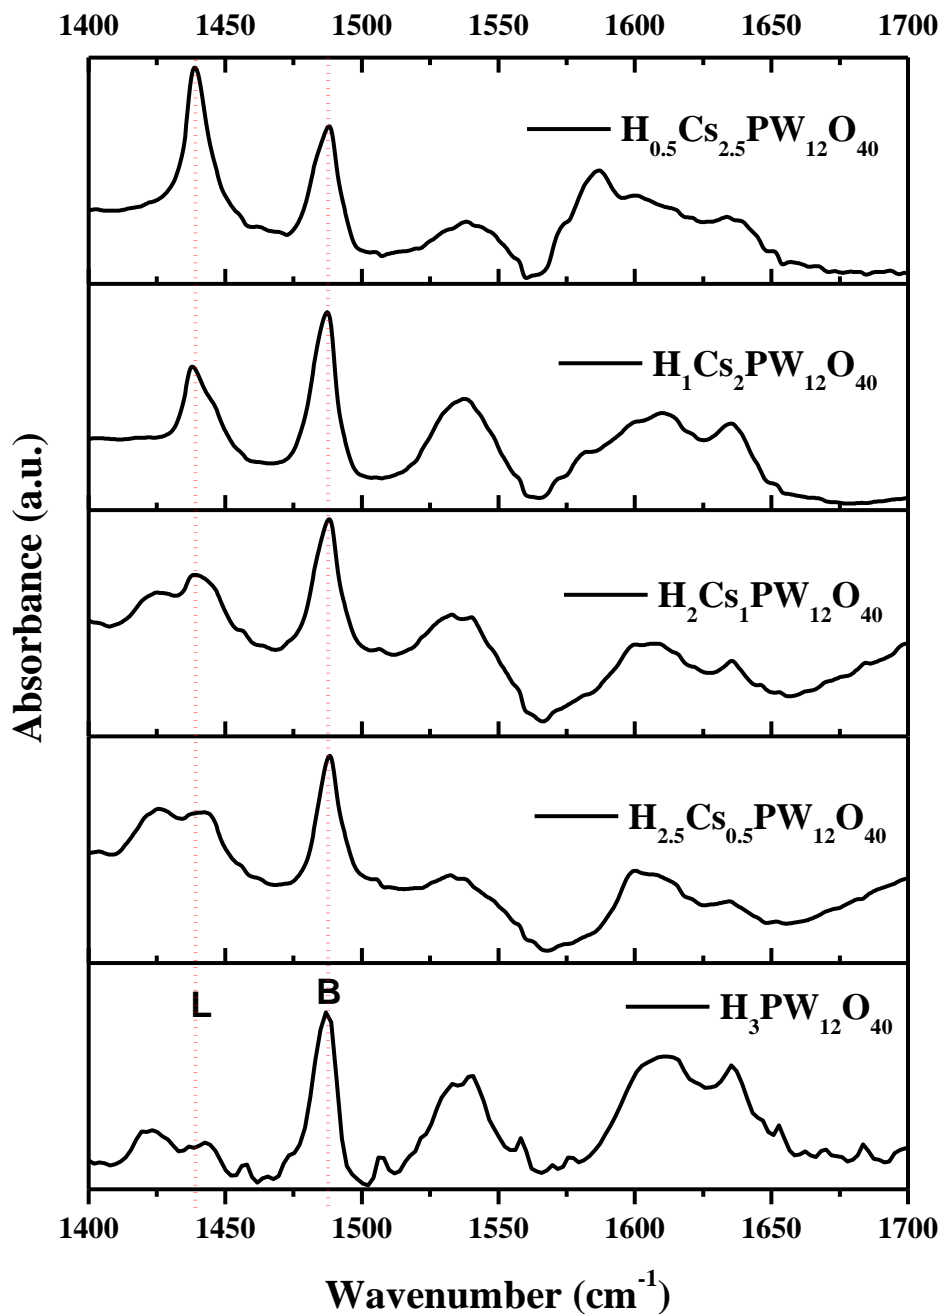 1400 1450 1500 1550 1600 1650 1700
H₀.₅Cs₂.₅PW₁₂O₄₀
H₁Cs₂PW₁₂O₄₀
H₂Cs₁PW₁₂O₄₀
H₂.₅Cs₀.₅PW₁₂O₄₀
L B H₃PW₁₂O₄₀
Absorbance (a.u.)
1400 1450 1500 1550 1600 1650 1700
Wavenumber (cm⁻¹)